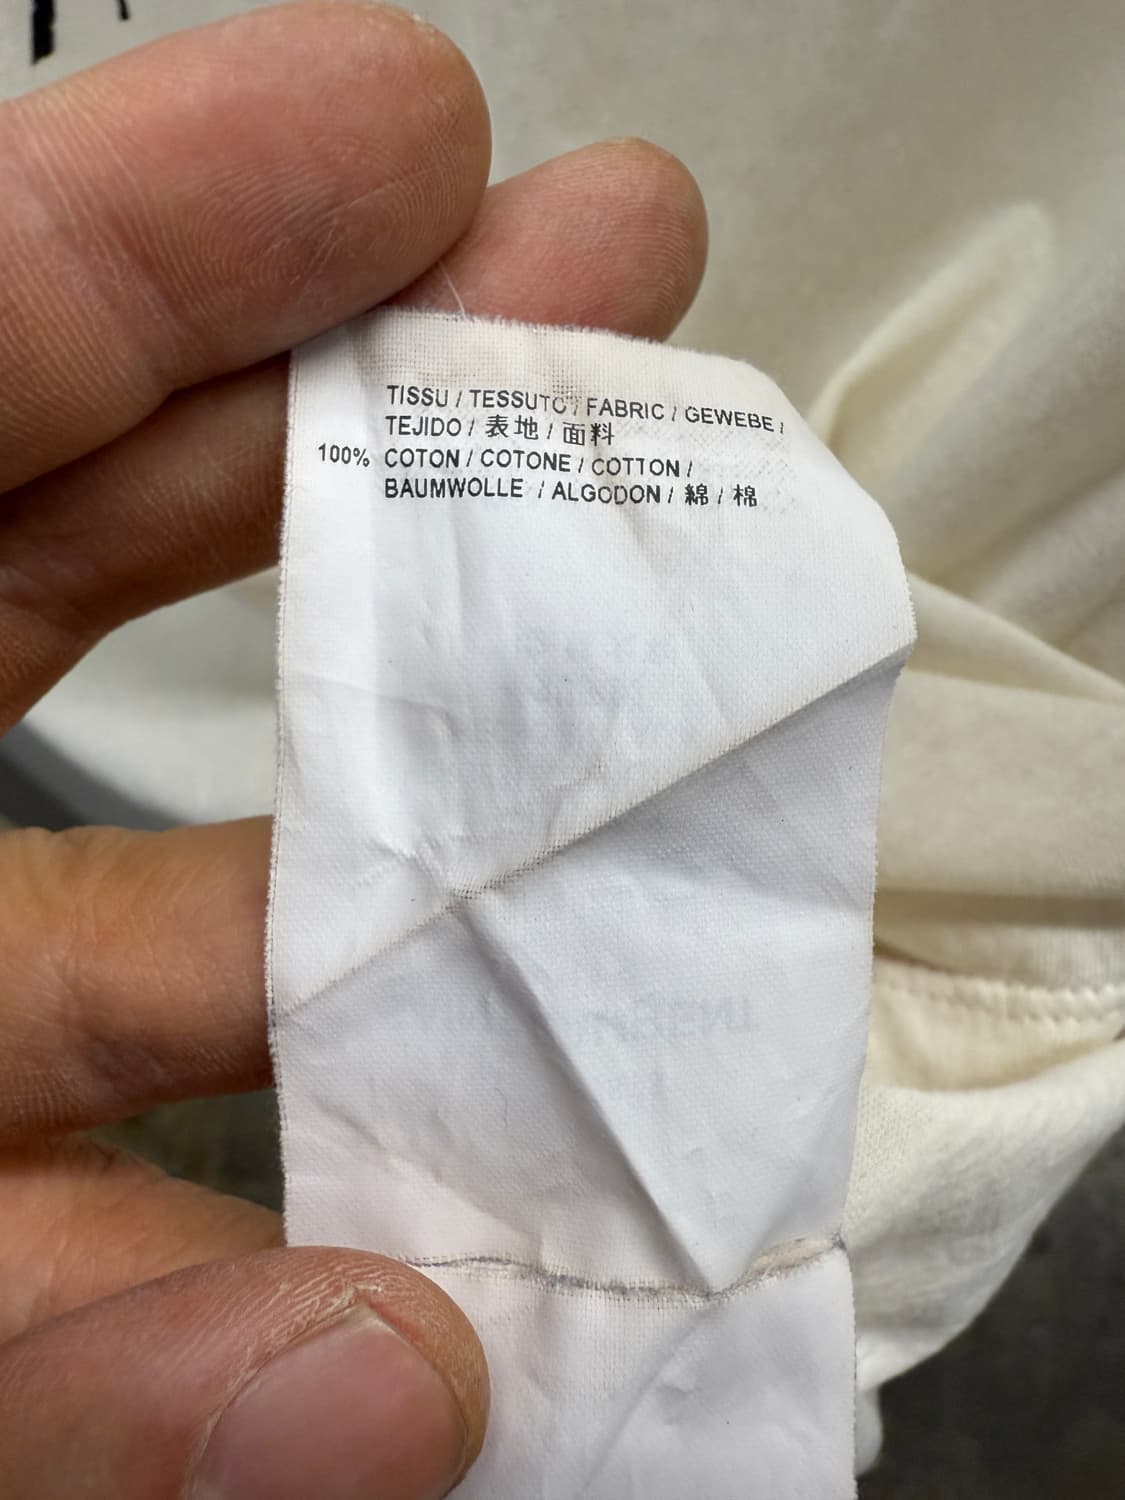 TISSU / TESSUTO / FABRIC / GEWEBE /
TEJIDO / 表地 / 面料
100% COTON / COTONE / COTTON /
BAUMWOLLE / ALGODON / 綿 / 棉